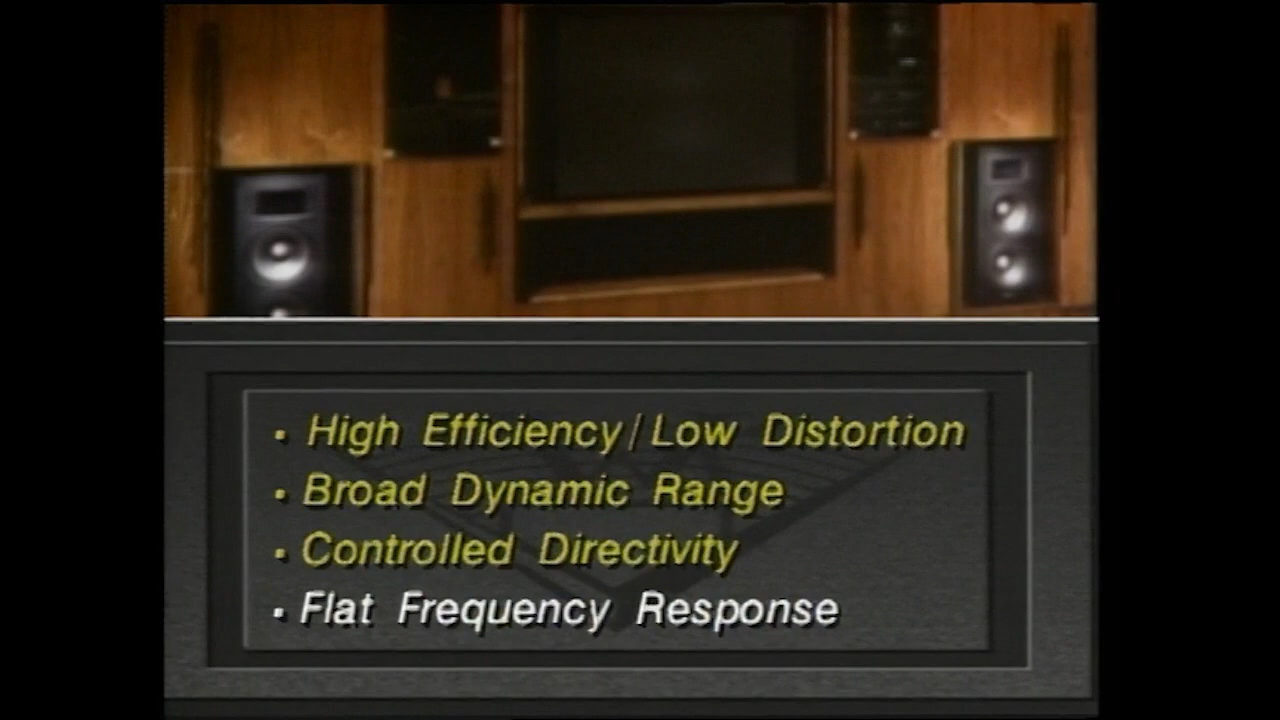 • High Efficiency/Low Distortion
• Broad Dynamic Range
• Controlled Directivity
• Flat Frequency Response